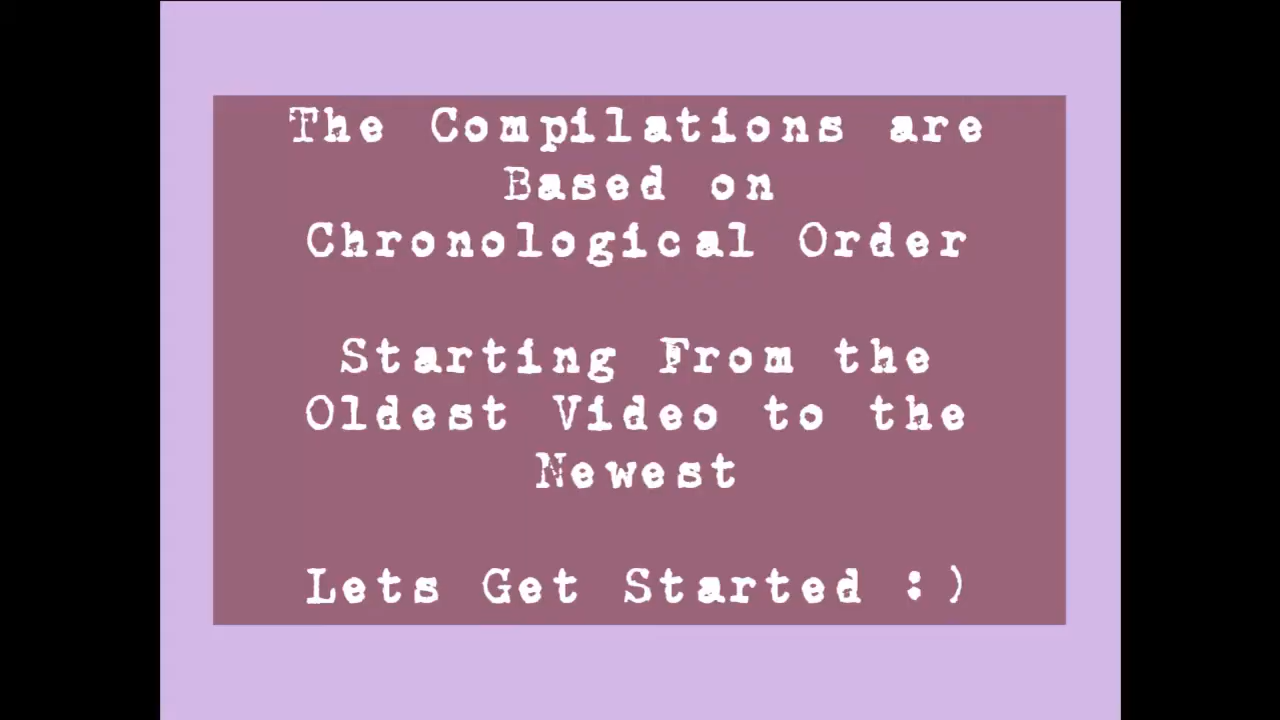 The Compilations are
Based on
Chronological Order
Starting From the
Oldest Video to the
Newest
Lets Get Started :)